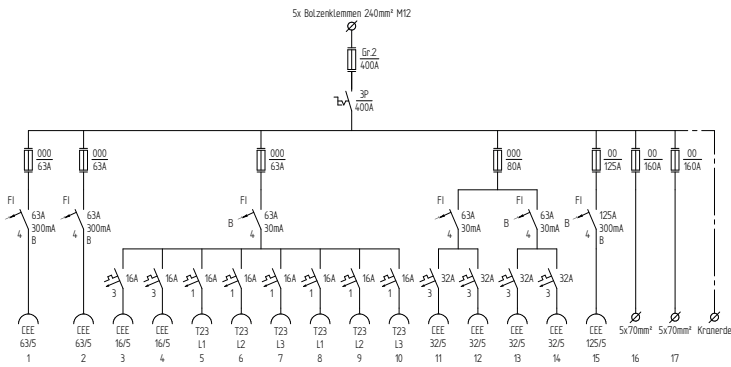 5x Bolzenklemmen 240mm² M12
Gr.2
400A
3P
400A
000
63A
000
63A
000
63A
000
80A
00
125A
00
160A
00
160A
FI
63A
300mA
4
B
FI
63A
300mA
4
B
FI
63A
30mA
B
4
FI
63A
30mA
4
FI
63A
30mA
B
4
FI
125A
300mA
B
4
B
16A
3
16A
3
16A
1
16A
1
16A
1
16A
1
16A
1
16A
1
32A
3
32A
3
32A
3
32A
3
CEE CEE CEE CEE T23 T23 T23 T23 T23 T23 CEE CEE CEE CEE CEE 5x70mm² 5x70mm² Kranerde
63/5 63/5 16/5 16/5 L1 L2 L3 L1 L2 L3 32/5 32/5 32/5 32/5 125/5
1 2 3 4 5 6 7 8 9 10 11 12 13 14 15 16 17